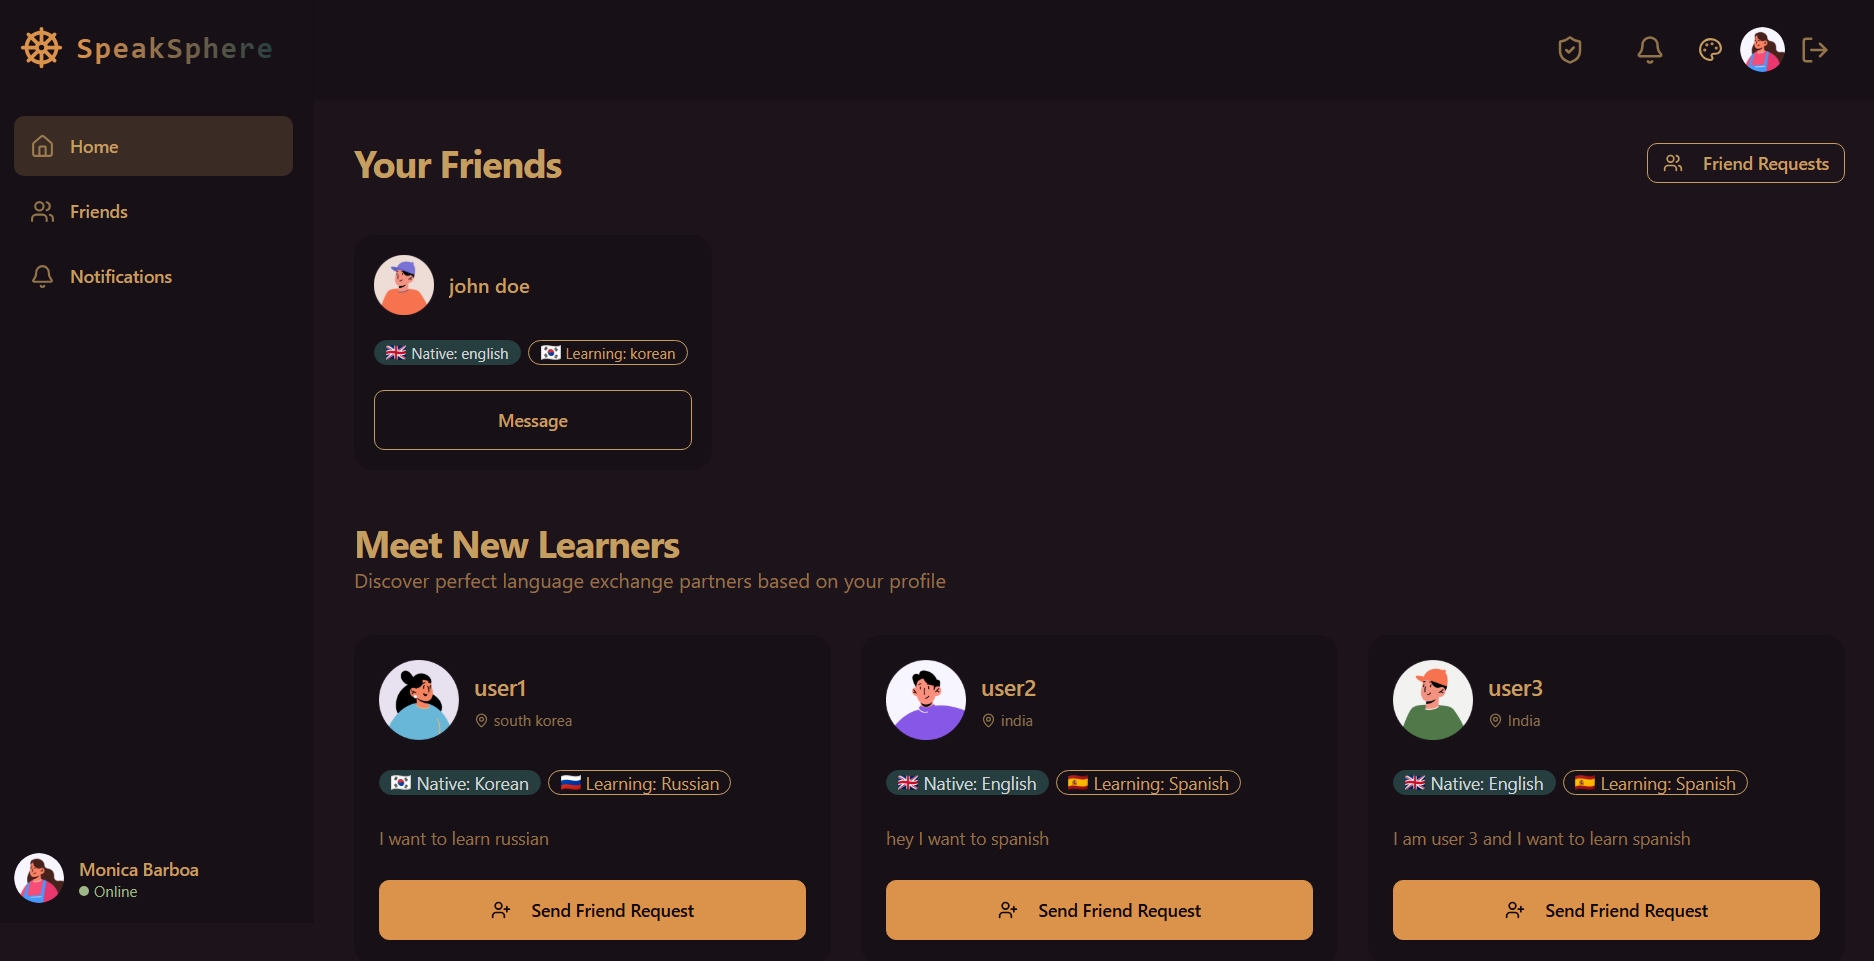 SpeakSphere
Home
Friends
Notifications
Your Friends
Friend Requests
john doe
Native: english Learning: korean
Message
Meet New Learners
Discover perfect language exchange partners based on your profile
user1
south korea
Native: Korean Learning: Russian
I want to learn russian
Send Friend Request
user2
india
Native: English Learning: Spanish
hey I want to spanish
Send Friend Request
user3
India
Native: English Learning: Spanish
I am user 3 and I want to learn spanish
Send Friend Request
Monica Barboa
Online